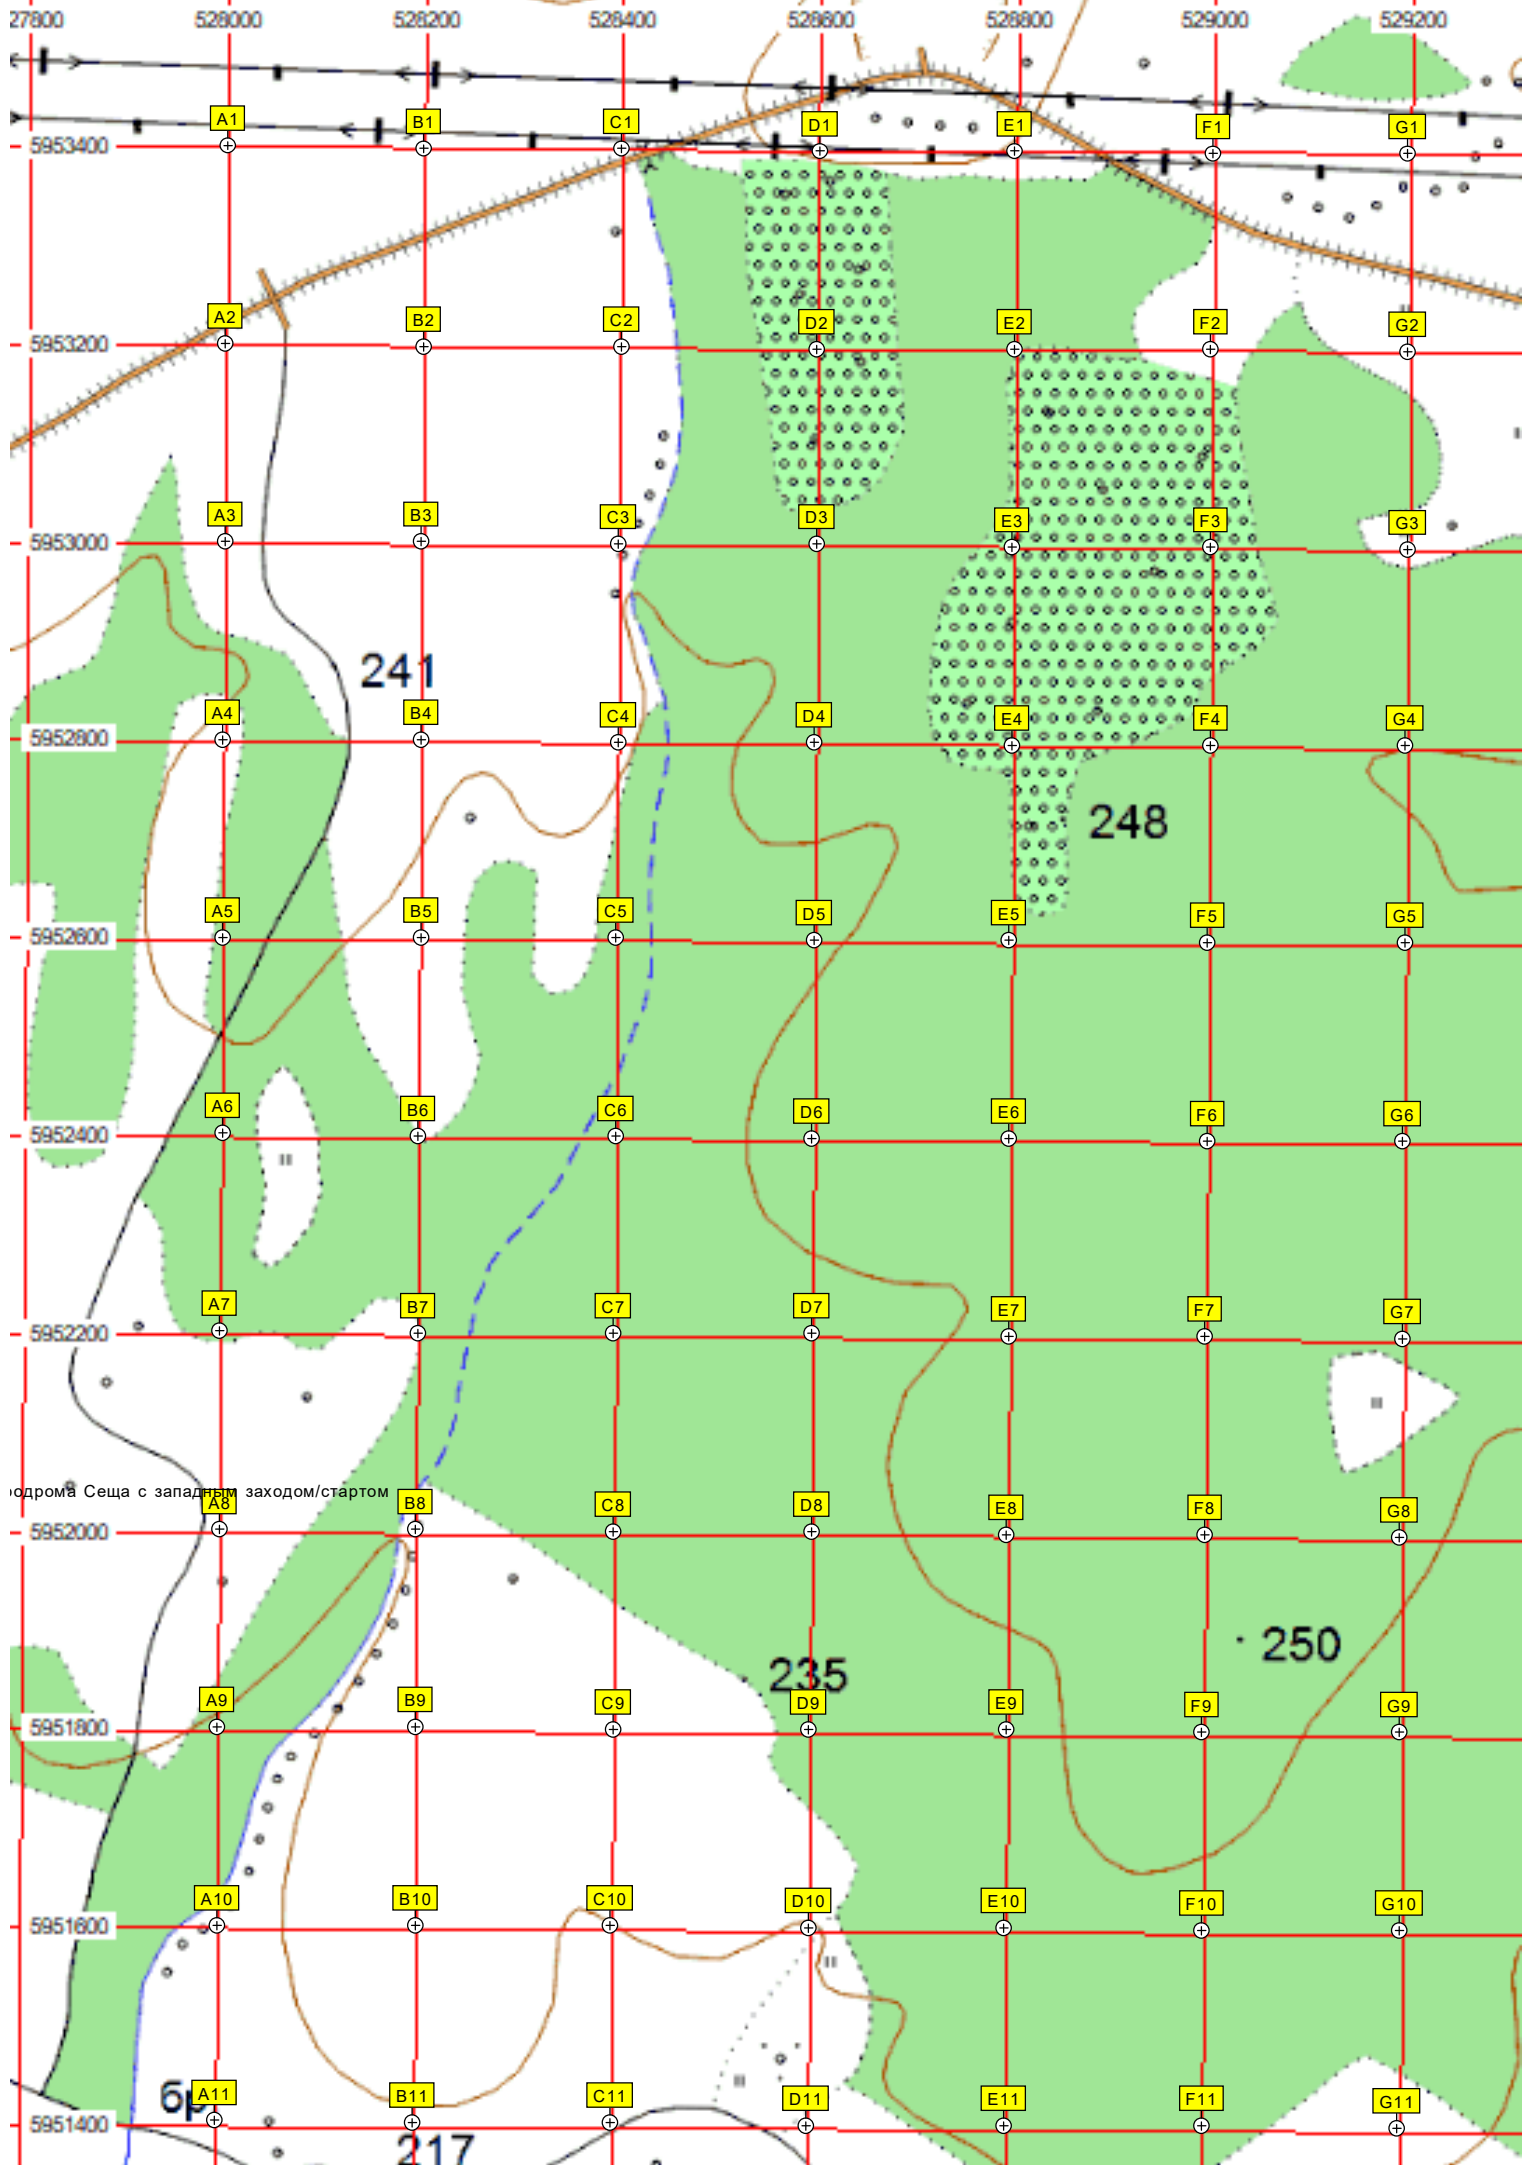 27800 528000 528200 528400 528600 528800 529000 529200
A1 B1 C1 D1 E1 F1 G1
5953400
A2 B2 C2 D2 E2 F2 G2
5953200
A3 B3 C3 D3 E3 F3 G3
5953000
241
A4 B4 C4 D4 E4 F4 G4
5952800
248
A5 B5 C5 D5 E5 F5 G5
5952600
A6 B6 C6 D6 E6 F6 G6
5952400
A7 B7 C7 D7 E7 F7 G7
5952200
одрома Сеща с западным заходом/стартом
A8 B8 C8 D8 E8 F8 G8
5952000
250
235
A9 B9 C9 D9 E9 F9 G9
5951800
A10 B10 C10 D10 E10 F10 G10
5951600
бр
A11 B11 C11 D11 E11 F11 G11
5951400
217